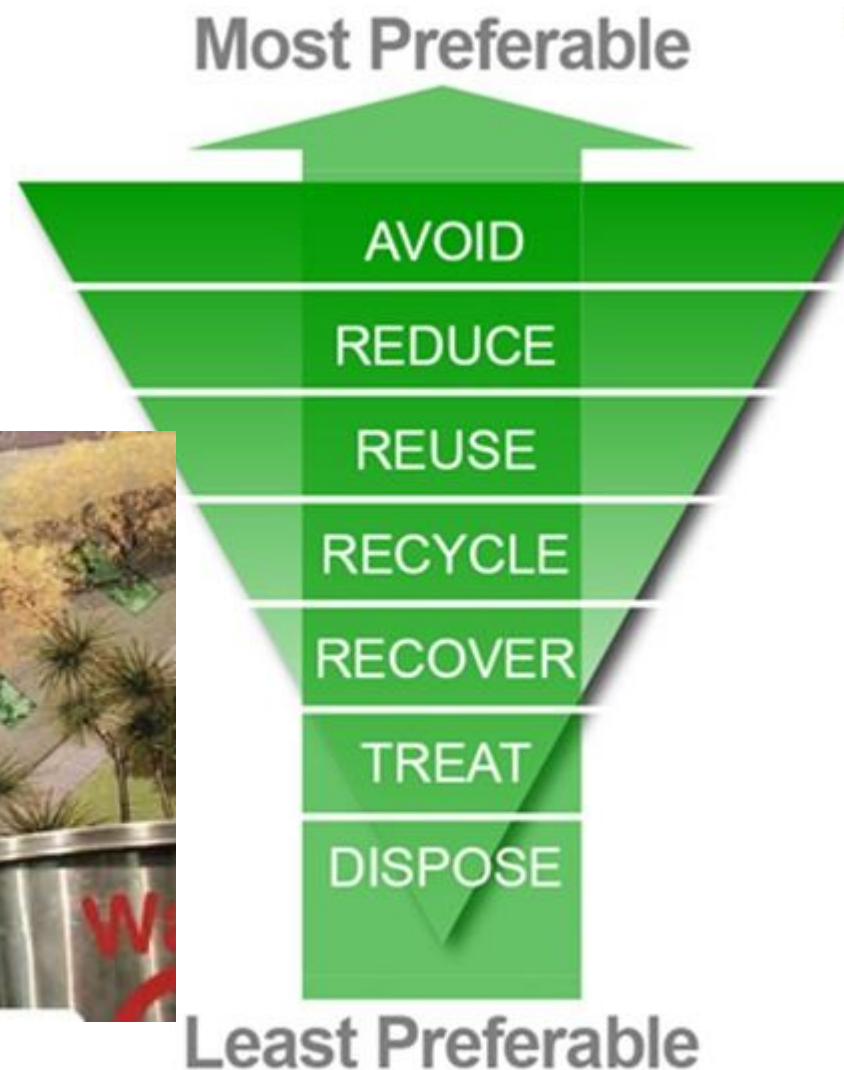 Most Preferable
AVOID
REDUCE
REUSE
RECYCLE
RECOVER
TREAT
DISPOSE
Least Preferable